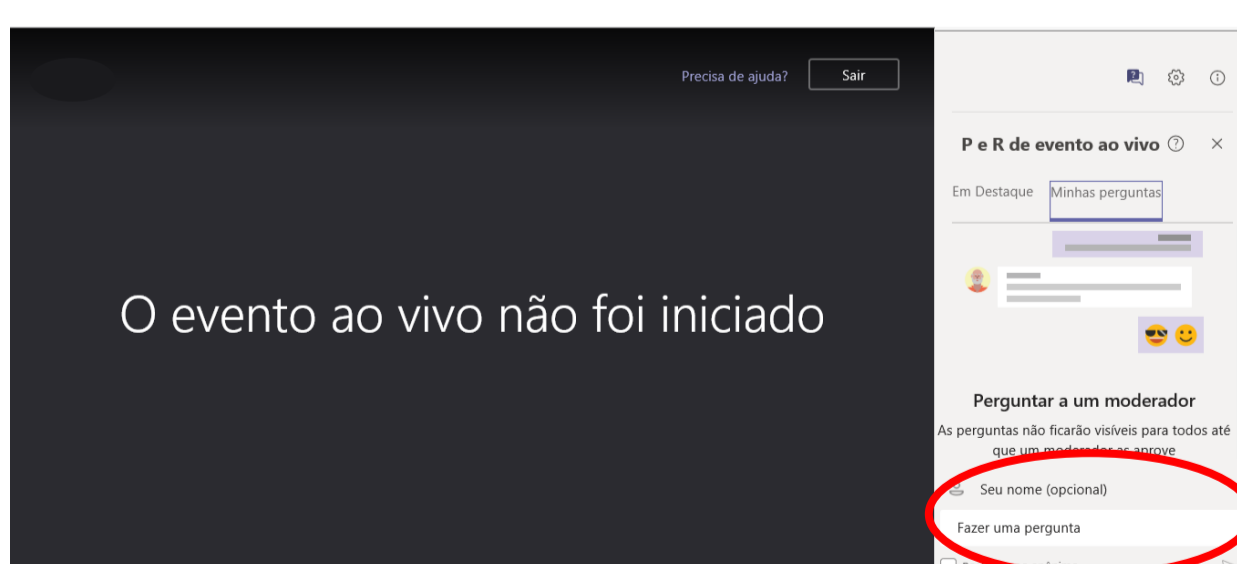 Precisa de ajuda?
Sair
O evento ao vivo não foi iniciado
P e R de evento ao vivo
Em Destaque
Minhas perguntas
Perguntar a um moderador
As perguntas não ficarão visíveis para todos até
que um moderador as aprove
Seu nome (opcional)
Fazer uma pergunta